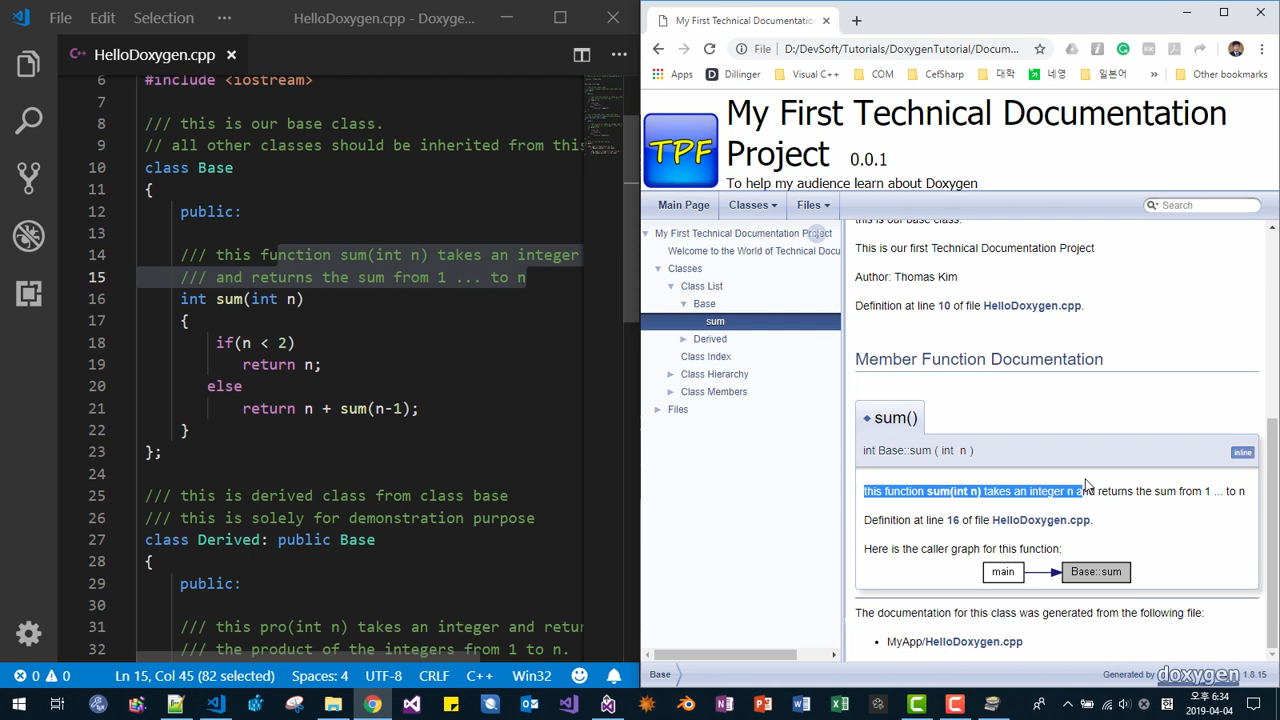 File Edit Selection ··· HelloDoxygen.cpp - Doxyge...
C++ HelloDoxygen.cpp × ···
6 #include <iostream>
7
8 /// this is our base class.
9 // all other classes should be inherited from this
10 class Base
11 {
12 public:
13
14 /// this function sum(int n) takes an integer
15 /// and returns the sum from 1 ... to n
16 int sum(int n)
17 {
18 if(n < 2)
19 return n;
20 else
21 return n + sum(n-1);
22 }
23 };
24
25 /// this is derived class from class base
26 /// this is solely for demonstration purpose
27 class Derived: public Base
28 {
29 public:
30
31 /// this pro(int n) takes an integer and retur
32 /// the product of the integers from 1 to n.
0 0 Ln 15, Col 45 (82 selected) Spaces: 4 UTF-8 CRLF C++ Win32
My First Technical Documentation
File D:/DevSoft/Tutorials/DoxygenTutorial/Docum...
Apps Dillinger Visual C++ COM CefSharp 대학 네영 일본어 » Other bookmarks
TPF
My First Technical Documentation
Project 0.0.1
To help my audience learn about Doxygen
Main Page Classes Files Search
My First Technical Documentation Project
Welcome to the World of Technical Docu
Classes
Class List
Base
sum
Derived
Class Index
Class Hierarchy
Class Members
Files
this is our base class.
This is our first Technical Documentation Project
Author: Thomas Kim
Definition at line 10 of file HelloDoxygen.cpp.
Member Function Documentation
sum()
int Base::sum ( int n )
inline
this function sum(int n) takes an integer n and returns the sum from 1 ... to n
Definition at line 16 of file HelloDoxygen.cpp.
Here is the caller graph for this function:
main Base::sum
The documentation for this class was generated from the following file:
• MyApp/HelloDoxygen.cpp
Base Generated by doxygen 1.8.15
오후 6:34
2019-04-04